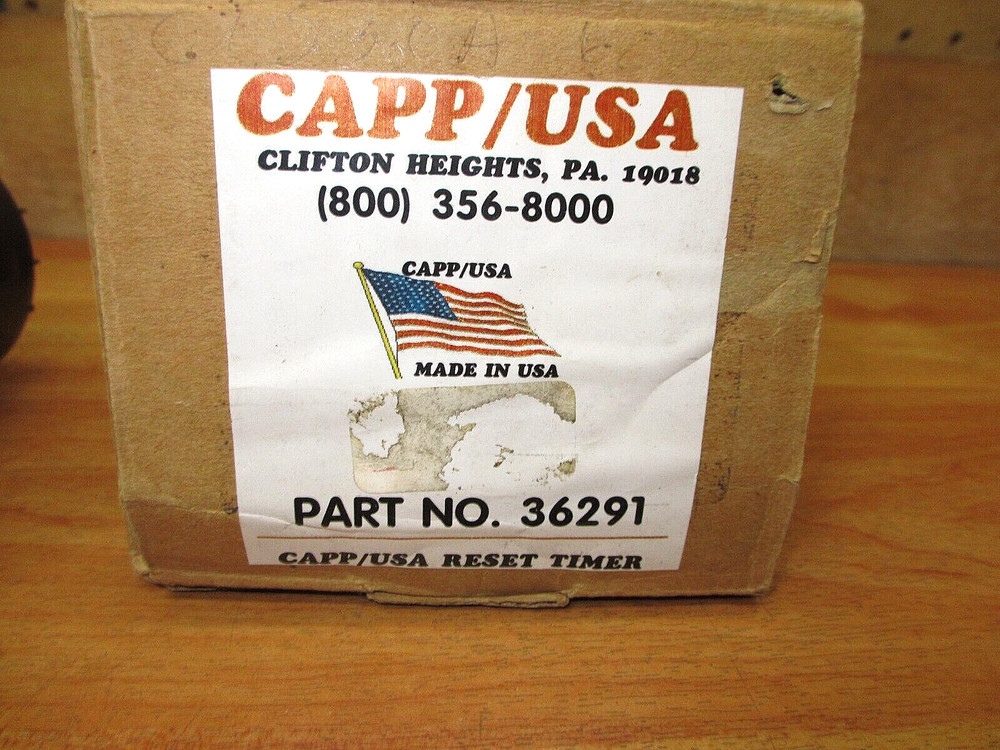 CAPP/USA
CLIFTON HEIGHTS, PA. 19018
(800) 356-8000
CAPP/USA
MADE IN USA
PART NO. 36291
CAPP/USA RESET TIMER